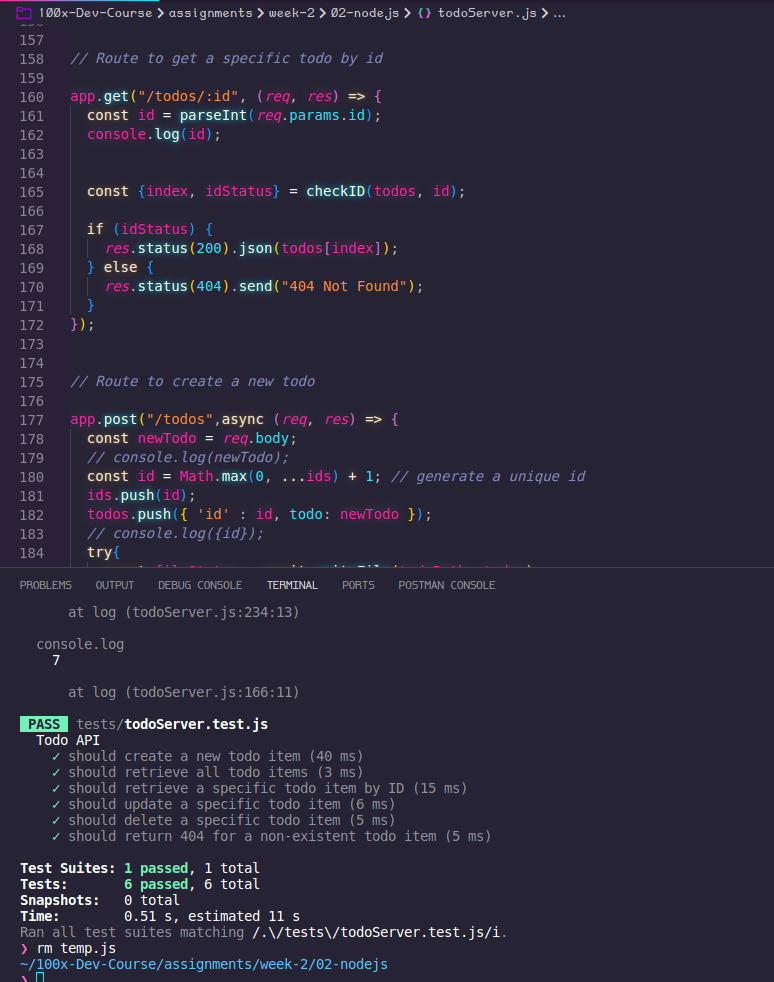 100x-Dev-Course > assignments > week-2 > 02-nodejs > {} todoServer.js > ...
157
158 // Route to get a specific todo by id
159
160 app.get("/todos/:id", (req, res) => {
161 const id = parseInt(req.params.id);
162 console.log(id);
163
164
165 const {index, idStatus} = checkID(todos, id);
166
167 if (idStatus) {
168 res.status(200).json(todos[index]);
169 } else {
170 res.status(404).send("404 Not Found");
171 }
172 });
173
174
175 // Route to create a new todo
176
177 app.post("/todos",async (req, res) => {
178 const newTodo = req.body;
179 // console.log(newTodo);
180 const id = Math.max(0, ...ids) + 1; // generate a unique id
181 ids.push(id);
182 todos.push({ 'id' : id, todo: newTodo });
183 // console.log({id});
184 try{
PROBLEMS OUTPUT DEBUG CONSOLE TERMINAL PORTS POSTMAN CONSOLE
at log (todoServer.js:234:13)
console.log
7
at log (todoServer.js:166:11)
PASS tests/todoServer.test.js
Todo API
✓ should create a new todo item (40 ms)
✓ should retrieve all todo items (3 ms)
✓ should retrieve a specific todo item by ID (15 ms)
✓ should update a specific todo item (6 ms)
✓ should delete a specific todo item (5 ms)
✓ should return 404 for a non-existent todo item (5 ms)
Test Suites: 1 passed, 1 total
Tests: 6 passed, 6 total
Snapshots: 0 total
Time: 0.51 s, estimated 11 s
Ran all test suites matching /.\/tests\/todoServer.test.js/i.
❯ rm temp.js
~/100x-Dev-Course/assignments/week-2/02-nodejs
❯